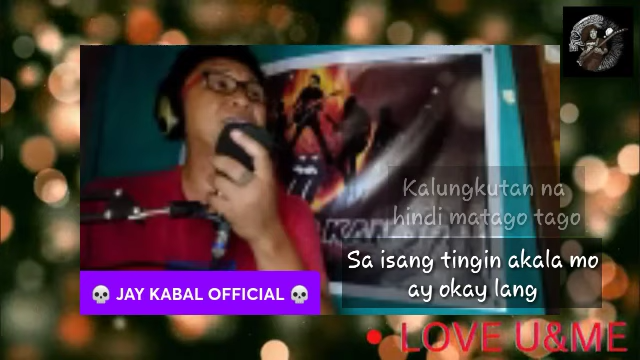 Kalungkutan na
hindi matago tago
Sa isang tingin akala mo
ay okay lang
💀 JAY KABAL OFFICIAL 💀
• LOVE U&ME